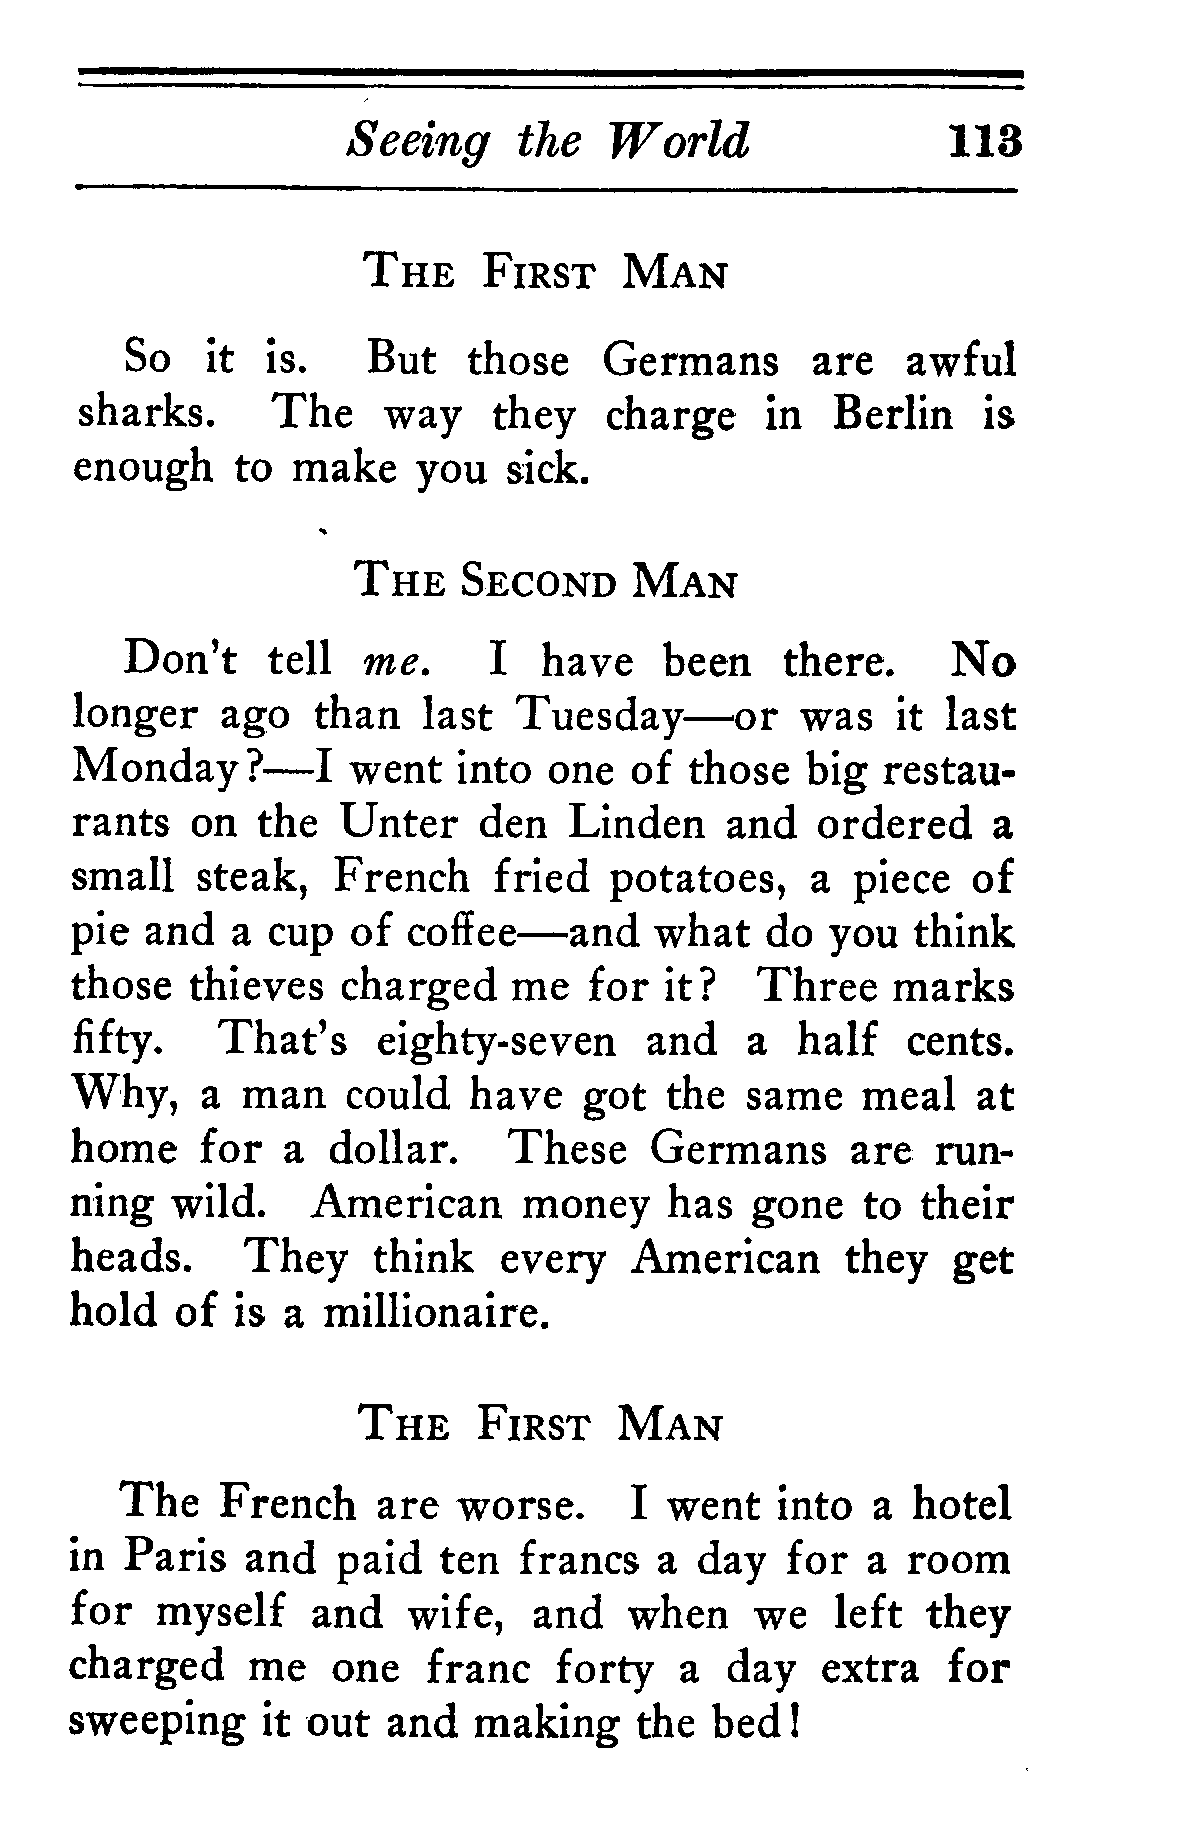 Seeing the World 113
The First Man
So it is. But those Germans are awful
sharks. The way they charge in Berlin is
enough to make you sick.
The Second Man
Don't tell me. I have been there. No
longer ago than last Tuesday—or was it last
Monday?—I went into one of those big restau-
rants on the Unter den Linden and ordered a
small steak, French fried potatoes, a piece of
pie and a cup of coffee—and what do you think
those thieves charged me for it? Three marks
fifty. That's eighty-seven and a half cents.
Why, a man could have got the same meal at
home for a dollar. These Germans are run-
ning wild. American money has gone to their
heads. They think every American they get
hold of is a millionaire.
The First Man
The French are worse. I went into a hotel
in Paris and paid ten francs a day for a room
for myself and wife, and when we left they
charged me one franc forty a day extra for
sweeping it out and making the bed!